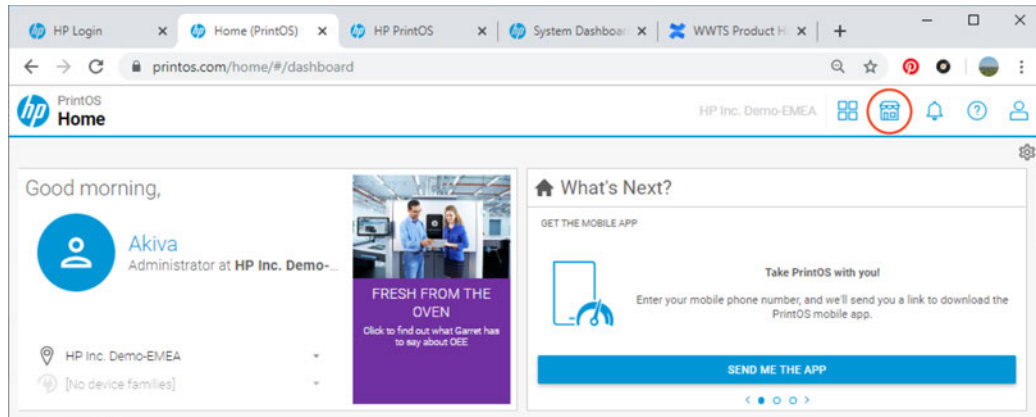 HP Login
Home (PrintOS)
HP PrintOS
System Dashboar
WWTS Product H
printos.com/home/#/dashboard
hp
PrintOS
Home
HP Inc. Demo-EMEA
Good morning,
Akiva
Administrator at HP Inc. Demo-...
HP Inc. Demo-EMEA
[No device families]
FRESH FROM THE
OVEN
Click to find out what Garret has
to say about OEE
What's Next?
GET THE MOBILE APP
Take PrintOS with you!
Enter your mobile phone number, and we'll send you a link to download the
PrintOS mobile app.
SEND ME THE APP